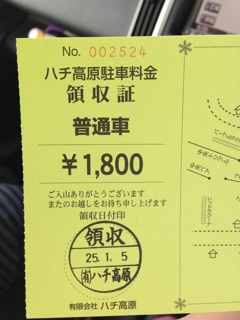 No. 002524
ハチ高原駐車料金
領収証
普通車
￥1,800
ご入山ありがとうございます
またのお越しをお待ち申し上げます
領収日付印
領収
25.1.5
(有)ハチ高原
有限会社 ハチ高原